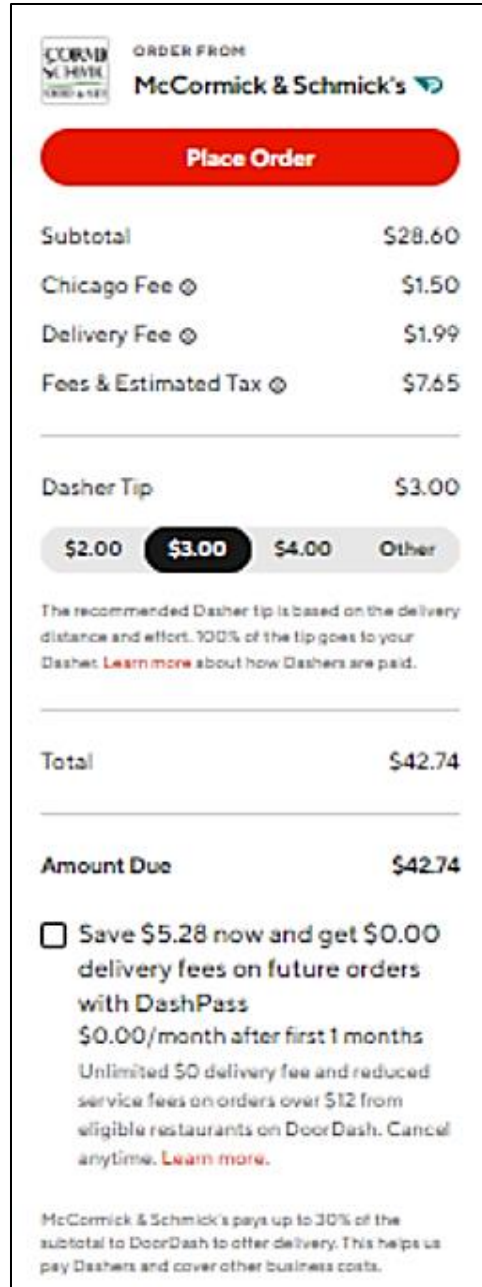 ORDER FROM
McCormick & Schmick's
Place Order
Subtotal $28.60
Chicago Fee $1.50
Delivery Fee $1.99
Fees & Estimated Tax $7.65
Dasher Tip $3.00
$2.00 $3.00 $4.00 Other
The recommended Dasher tip is based on the delivery
distance and effort. 100% of the tip goes to your
Dasher. Learn more about how Dashers are paid.
Total $42.74
Amount Due $42.74
Save $5.28 now and get $0.00
delivery fees on future orders
with DashPass
$0.00/month after first 1 months
Unlimited $0 delivery fee and reduced
service fees on orders over $12 from
eligible restaurants on DoorDash. Cancel
anytime. Learn more.
McCormick & Schmick's pays up to 30% of the
subtotal to DoorDash to offer delivery. This helps us
pay Dashers and cover other business costs.